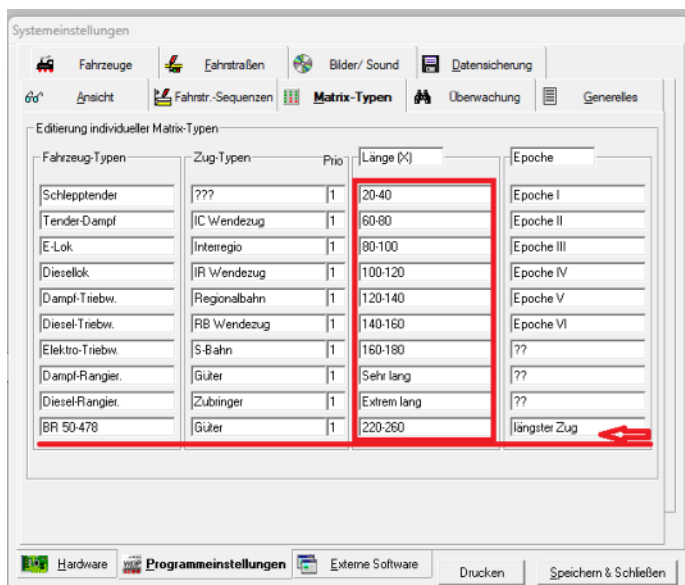 Systemeinstellungen
Fahrzeuge Fahrstraßen Bilder/ Sound Datensicherung
Ansicht Fahrstr.-Sequenzen Matrix-Typen Überwachung Generelles
Editierung individueller Matrix-Typen
Fahrzeug-Typen Zug-Typen Prio Länge (X) Epoche
Schlepptender ??? 1 20-40 Epoche I
Tender-Dampf IC Wendezug 1 60-80 Epoche II
E-Lok Interregio 1 80-100 Epoche III
Diesellok IR Wendezug 1 100-120 Epoche IV
Dampf-Triebw. Regionalbahn 1 120-140 Epoche V
Diesel-Triebw. RB Wendezug 1 140-160 Epoche VI
Elektro-Triebw. S-Bahn 1 160-180 ??
Dampf-Rangier. Güter 1 Sehr lang ??
Diesel-Rangier. Zubringer 1 Extrem lang ??
BR 50-478 Güter 1 220-260 längster Zug
Hardware Programmeinstellungen Externe Software Drucken Speichern & Schließen